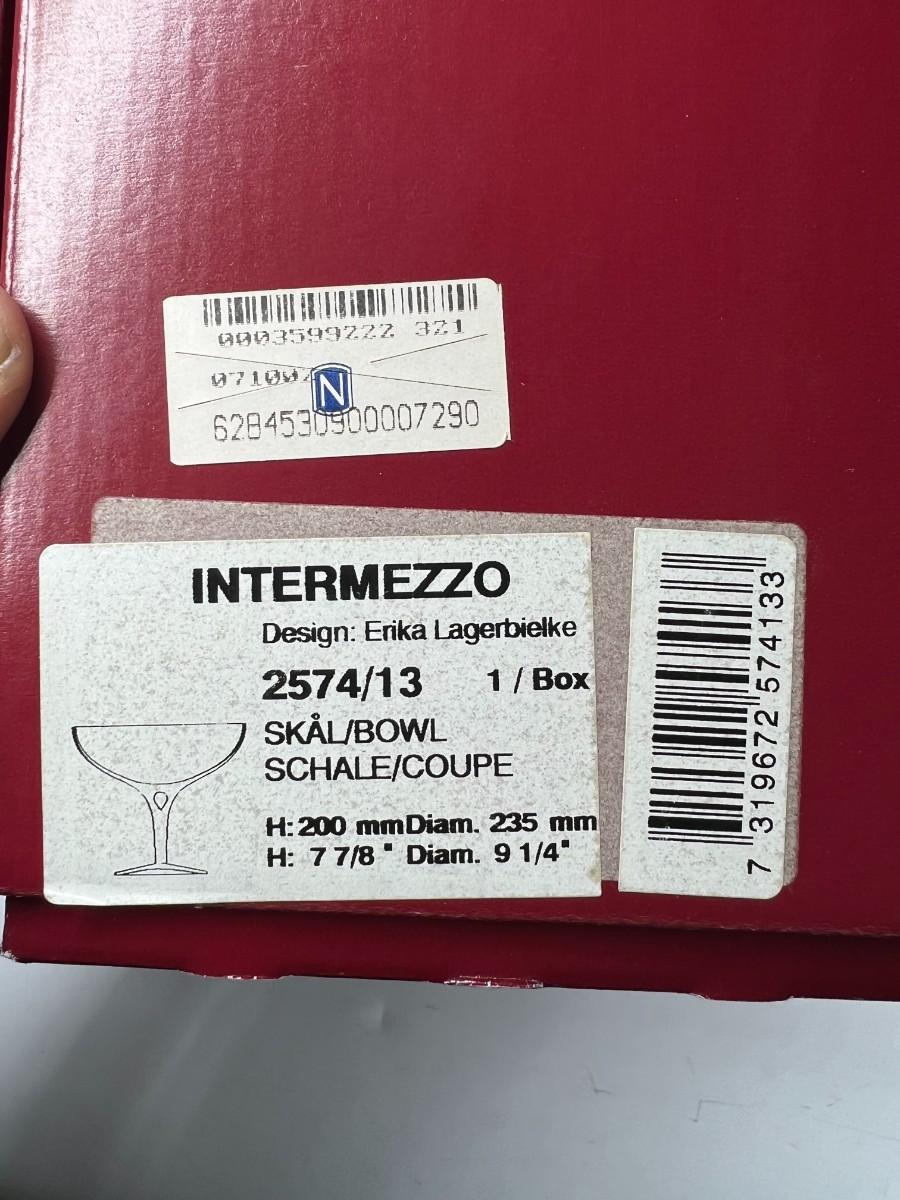 0003599222 321
07100
N
6284530900007290
INTERMEZZO
Design: Erika Lagerbielke
2574/13 1 / Box
SKÅL/BOWL
SCHALE/COUPE
H: 200 mm Diam. 235 mm
H: 7 7/8 " Diam. 9 1/4"
7 319672 574133